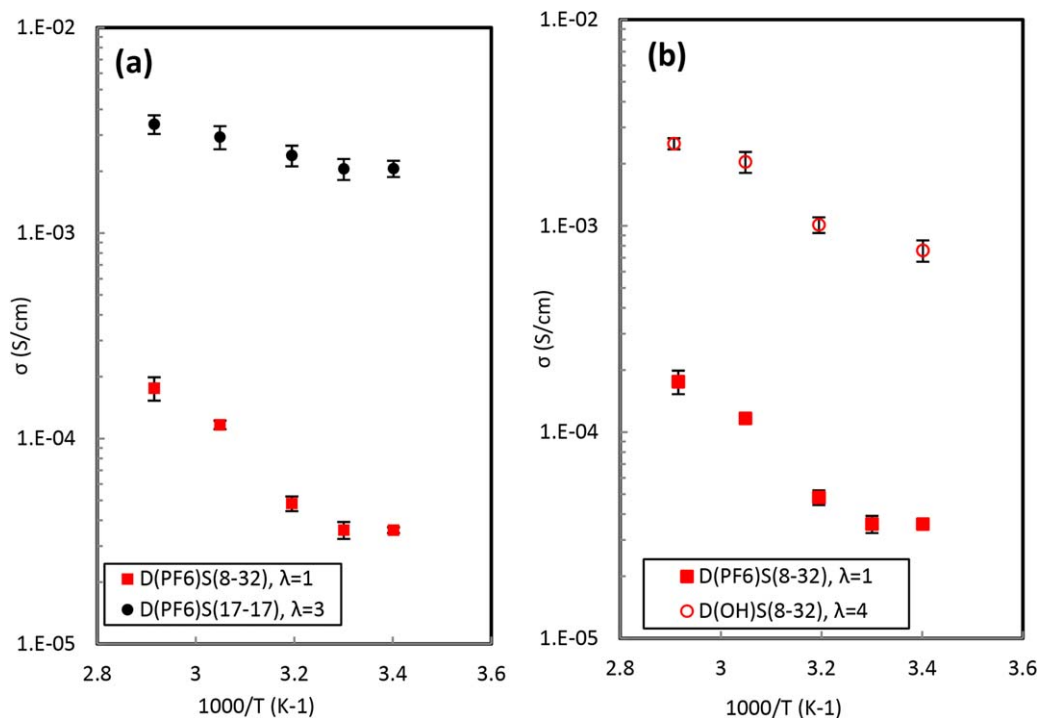 (a)
1.E-02
1.E-03
1.E-04
1.E-05
σ (S/cm)
D(PF6)S(8-32), λ=1
D(PF6)S(17-17), λ=3
2.8 3 3.2 3.4 3.6
1000/T (K-1)
(b)
1.E-02
1.E-03
1.E-04
1.E-05
σ (S/cm)
D(PF6)S(8-32), λ=1
D(OH)S(8-32), λ=4
2.8 3 3.2 3.4 3.6
1000/T (K-1)